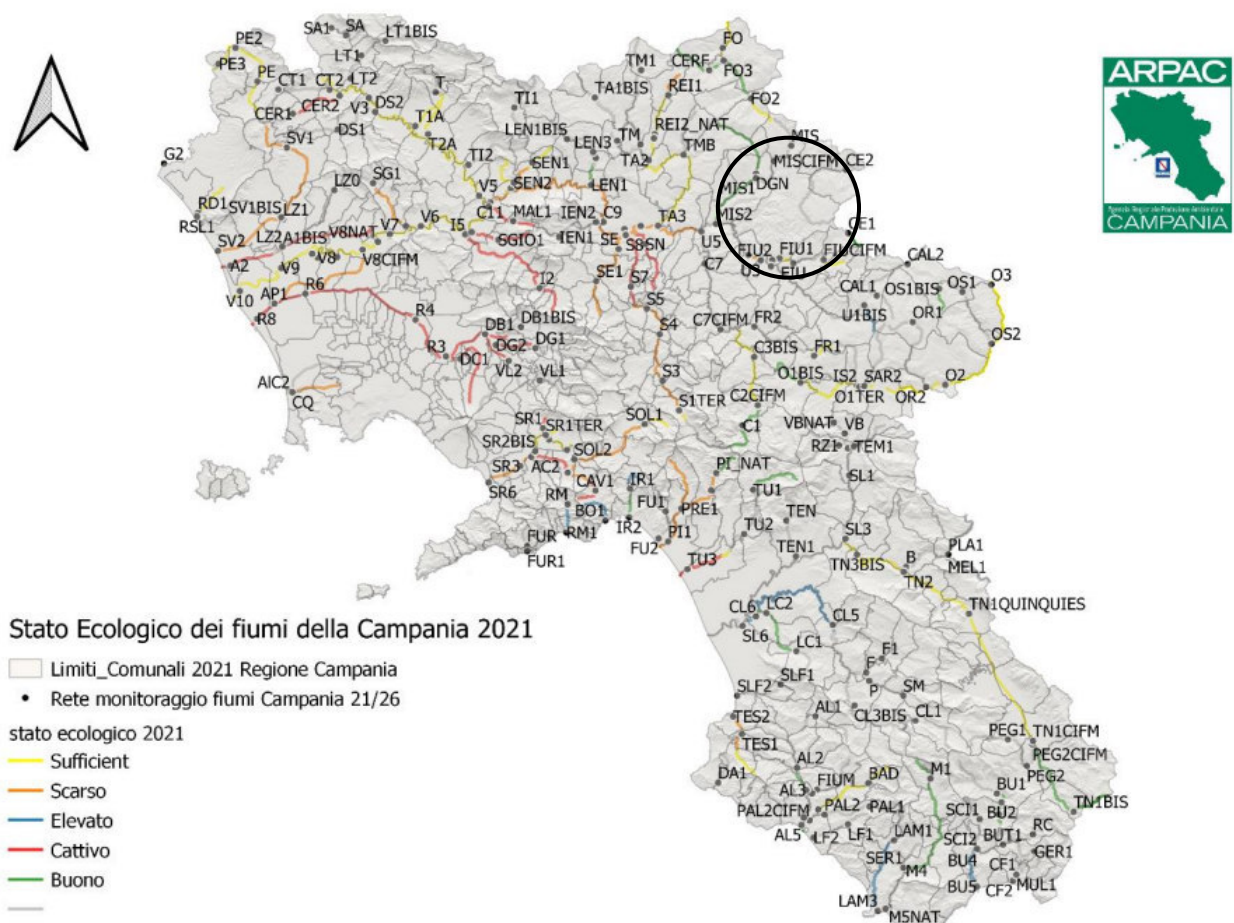 PE2
SA1
SA
LT1BIS
FO
PE3
PE
LT1
TM1
CERF
FO3
CT1
CT2
LT2
T
TA1BIS
REI1
FO2
CER1
CER2
V3
DS2
TI1
DS1
T1A
LEN1BIS
LEN3
TM
REI2_NAT
MIS
SV1
T2A
TI2
SEN1
TA2
TMB
MISCIFM
CE2
G2
LZ0
SG1
V5
SEN2
LEN1
MIS1
DGN
RD1
SV1BIS
LZ1
V7
V6
I5
C11
MAL1
IEN2
C9
TA3
MIS2
CE1
RSL1
SV2
LZ2A1BIS
V8NAT
SGIO1
IEN1
SE
S8
SN
U5
FIU2
FIU1
FIUCIFM
A2
V9
V8
V8CIFM
SE1
S7
C7
U3
FIU
CAL2
V10
AP1
R6
I2
S5
CAL1
OS1BIS
OS1
O3
R8
R4
DB1
DB1BIS
S4
C7CIFM
FR2
U1BIS
OR1
R3
DC1
DG2
DG1
C3BIS
FR1
OS2
AIC2
VL2
VL1
S3
O1BIS
IS2
SAR2
CQ
S1TER
C2CIFM
O1TER
OR2
O2
SR1
SR1TER
SOL1
C1
VBNAT
VB
SR2BIS
SOL2
RZ1
TEM1
SR3
AC2
PI_NAT
SL1
SR6
CAV1
IR1
TU1
RM
BO1
FU1
PRE1
TEN
FUR
RM1
IR2
PI1
TU2
SL3
FUR1
FU2
TU3
TEN1
TN3BIS
B
PLA1
MEL1
TN2
CL6
LC2
CL5
TN1QUINQUIES
SL6
LC1
F
F1
SLF2
SLF1
P
SM
TES2
AL1
CL3BIS
CL1
TES1
PEG1
TN1CIFM
AL2
PEG2CIFM
DA1
FIUM
BAD
M1
PEG2
AL3
BU1
PAL2CIFM
PAL2
PAL1
SCI1
BU2
TN1BIS
AL5
LF2
LF1
LAM1
SCI2
BUT1
RC
SER1
BU4
CF1
GER1
M4
BU5
CF2
MUL1
LAM3
M5NAT
ARPAC
CAMPANIA
Stato Ecologico dei fiumi della Campania 2021
Limiti_Comunali 2021 Regione Campania
Rete monitoraggio fiumi Campania 21/26
stato ecologico 2021
Sufficient
Scarso
Elevato
Cattivo
Buono